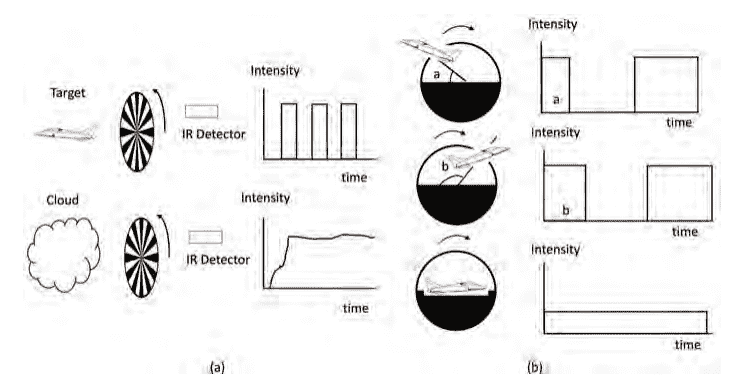 Target
IR Detector
Intensity
time
Cloud
IR Detector
Intensity
time
(a)
a
Intensity
a
time
b
Intensity
b
time
Intensity
time
(b)